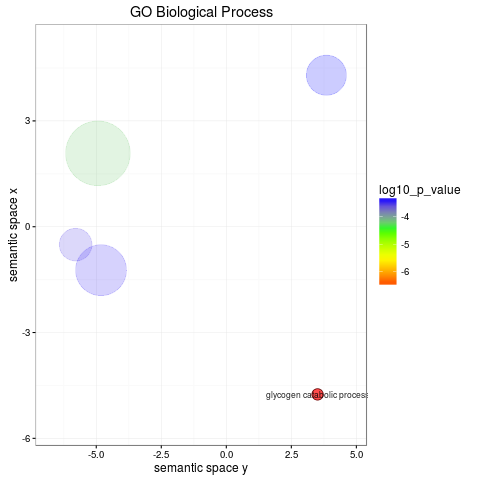 GO Biological Process
3
0
-3
-6
semantic space x
glycogen catabolic process
-5.0 -2.5 0.0 2.5 5.0
semantic space y
log10_p_value
-4
-5
-6